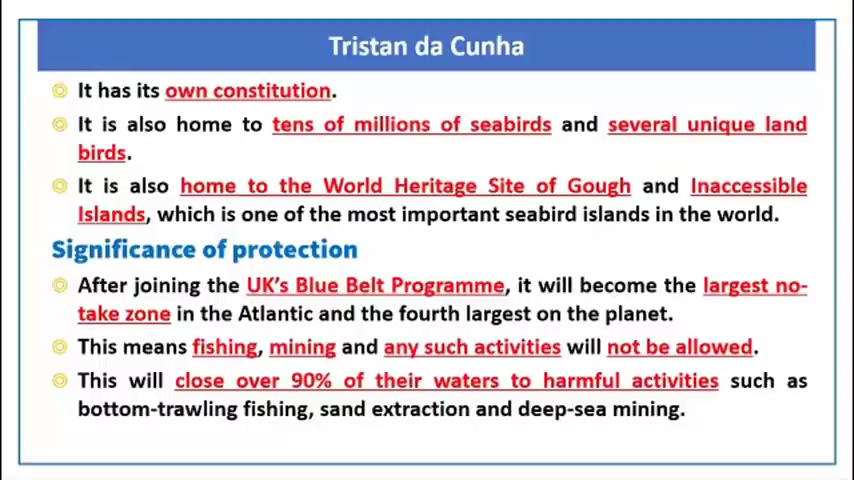 Tristan da Cunha
It has its own constitution.
It is also home to tens of millions of seabirds and several unique land
birds.
It is also home to the World Heritage Site of Gough and Inaccessible
Islands, which is one of the most important seabird islands in the world.
Significance of protection
After joining the UK's Blue Belt Programme, it will become the largest no-
take zone in the Atlantic and the fourth largest on the planet.
This means fishing, mining and any such activities will not be allowed.
This will close over 90% of their waters to harmful activities such as
bottom-trawling fishing, sand extraction and deep-sea mining.